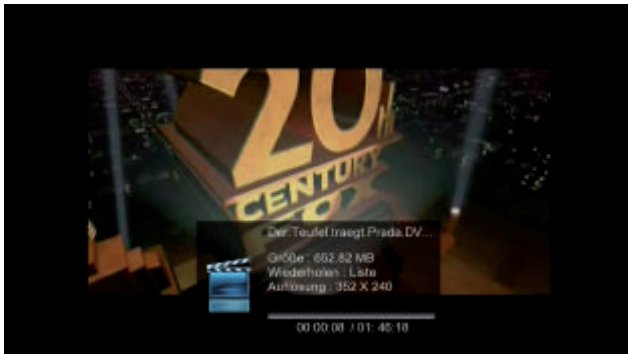 20th
CENTURY
FOX
Der.Teufel.traegt.Prada.DV...
Größe : 652.82 MB
Wiederholen : Liste
Auflösung : 352 X 240
00:00:08 / 01: 46:18